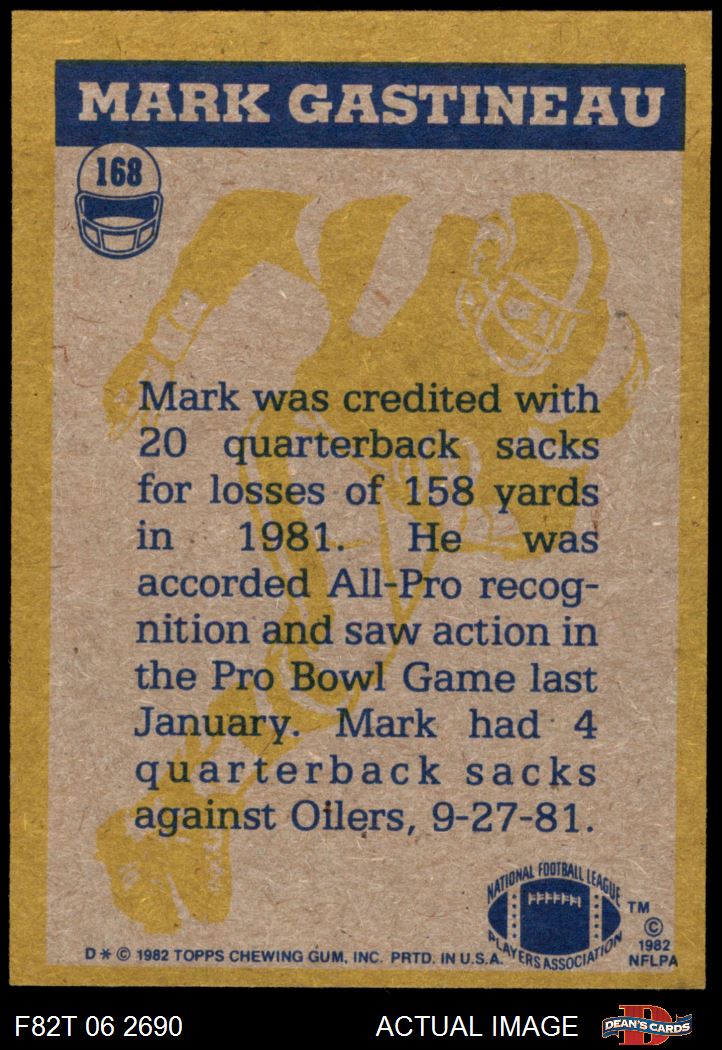 MARK GASTINEAU
168
Mark was credited with
20 quarterback sacks
for losses of 158 yards
in 1981. He was
accorded All-Pro recog-
nition and saw action in
the Pro Bowl Game last
January. Mark had 4
quarterback sacks
against Oilers, 9-27-81.
NATIONAL FOOTBALL LEAGUE
PLAYERS ASSOCIATION
TM
©
1982
NFLPA
D * © 1982 TOPPS CHEWING GUM, INC. PRTD. IN U.S.A.
F82T 06 2690
ACTUAL IMAGE
D
DEAN'S CARDS